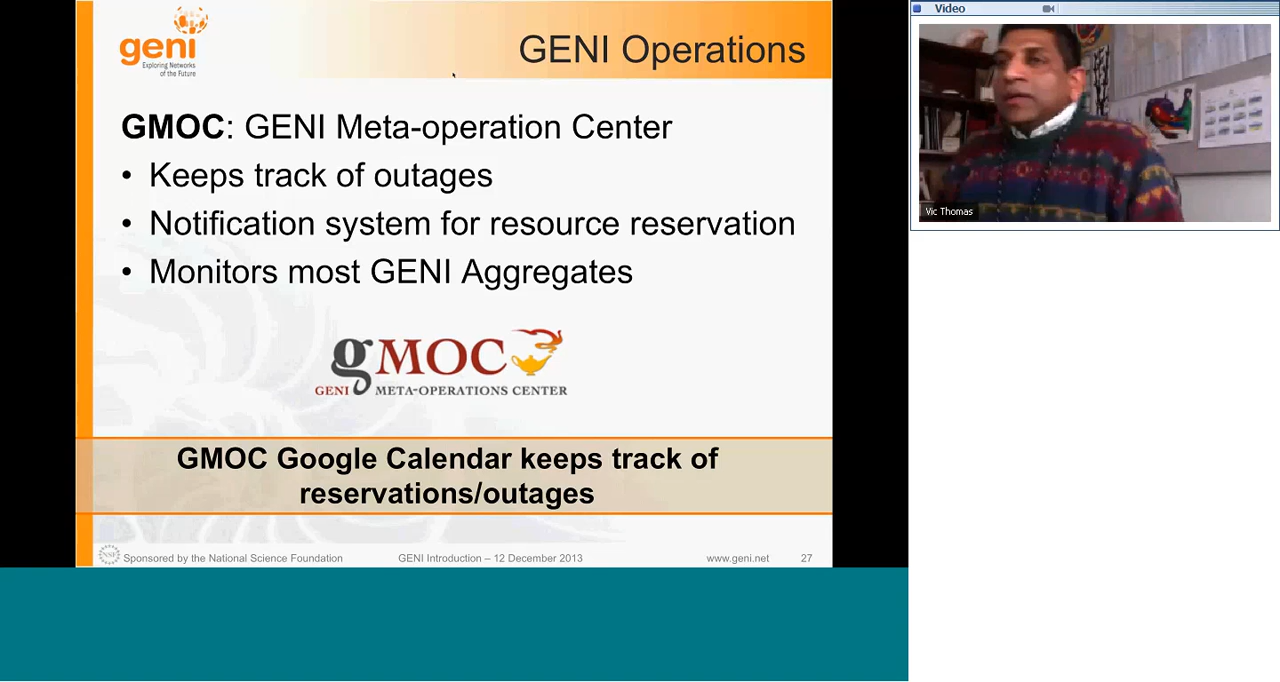 geni
Exploring Networks
of the Future
GENI Operations
GMOC: GENI Meta-operation Center
• Keeps track of outages
• Notification system for resource reservation
• Monitors most GENI Aggregates
gMOC
GENI META-OPERATIONS CENTER
GMOC Google Calendar keeps track of
reservations/outages
NSF
Sponsored by the National Science Foundation
GENI Introduction – 12 December 2013
www.geni.net
27
Video
Vic Thomas